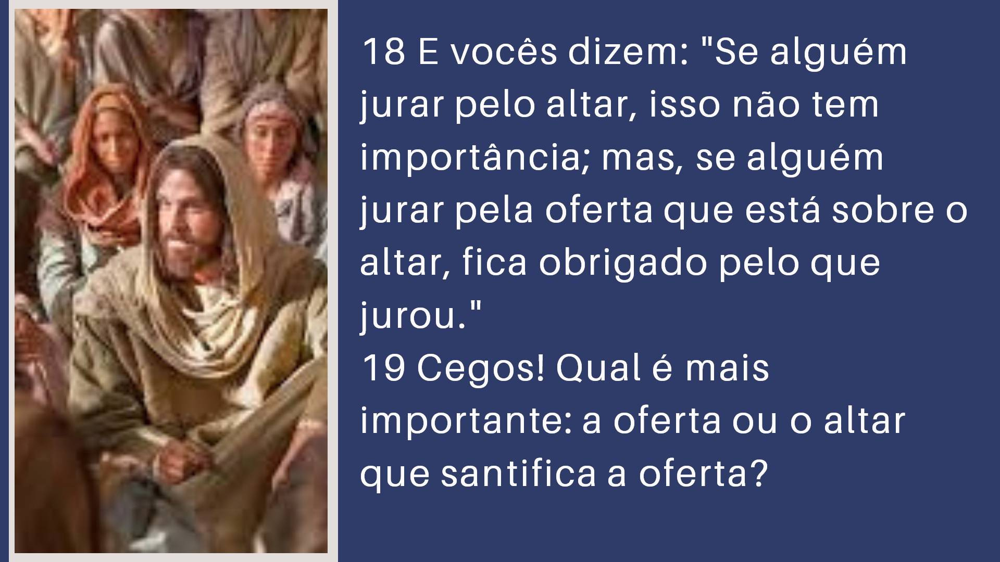 18 E vocês dizem: "Se alguém
jurar pelo altar, isso não tem
importância; mas, se alguém
jurar pela oferta que está sobre o
altar, fica obrigado pelo que
jurou."
19 Cegos! Qual é mais
importante: a oferta ou o altar
que santifica a oferta?